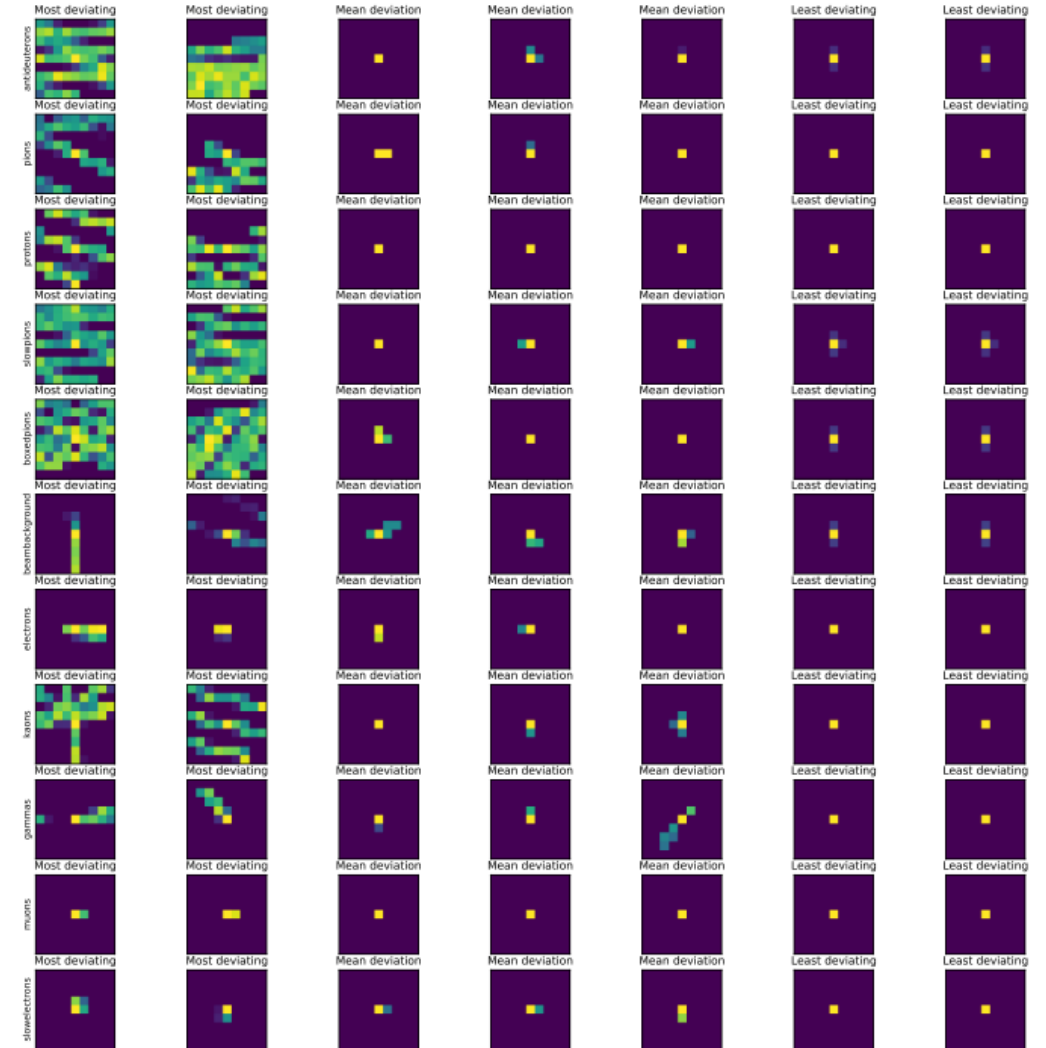 Most deviating Most deviating Mean deviation Mean deviation Mean deviation Least deviating Least deviating
antideuterons
Most deviating Most deviating Mean deviation Mean deviation Mean deviation Least deviating Least deviating
pions
Most deviating Most deviating Mean deviation Mean deviation Mean deviation Least deviating Least deviating
protons
Most deviating Most deviating Mean deviation Mean deviation Mean deviation Least deviating Least deviating
slowpions
Most deviating Most deviating Mean deviation Mean deviation Mean deviation Least deviating Least deviating
boxedpions
Most deviating Most deviating Mean deviation Mean deviation Mean deviation Least deviating Least deviating
beambackground
Most deviating Most deviating Mean deviation Mean deviation Mean deviation Least deviating Least deviating
electrons
Most deviating Most deviating Mean deviation Mean deviation Mean deviation Least deviating Least deviating
kaons
Most deviating Most deviating Mean deviation Mean deviation Mean deviation Least deviating Least deviating
gammas
Most deviating Most deviating Mean deviation Mean deviation Mean deviation Least deviating Least deviating
muons
Most deviating Most deviating Mean deviation Mean deviation Mean deviation Least deviating Least deviating
slowelectrons